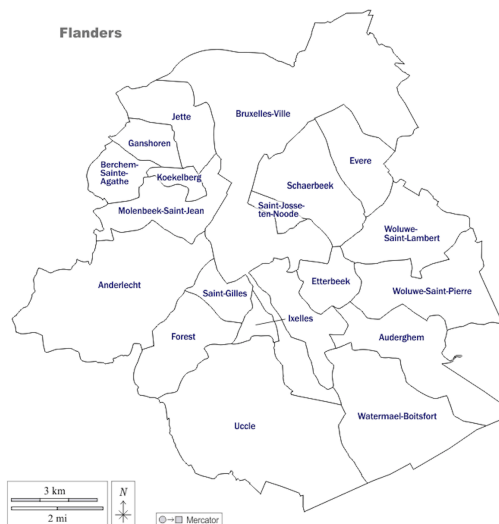 Flanders
Jette
Bruxelles-Ville
Ganshoren
Evere
Berchem-
Sainte-
Agathe
Koekelberg
Schaerbeek
Molenbeek-Saint-Jean
Saint-Josse-
ten-Noode
Woluwe-
Saint-Lambert
Anderlecht
Etterbeek
Saint-Gilles
Woluwe-Saint-Pierre
Ixelles
Forest
Auderghem
Uccle
Watermael-Boitsfort
3 km
2 mi
N
Mercator